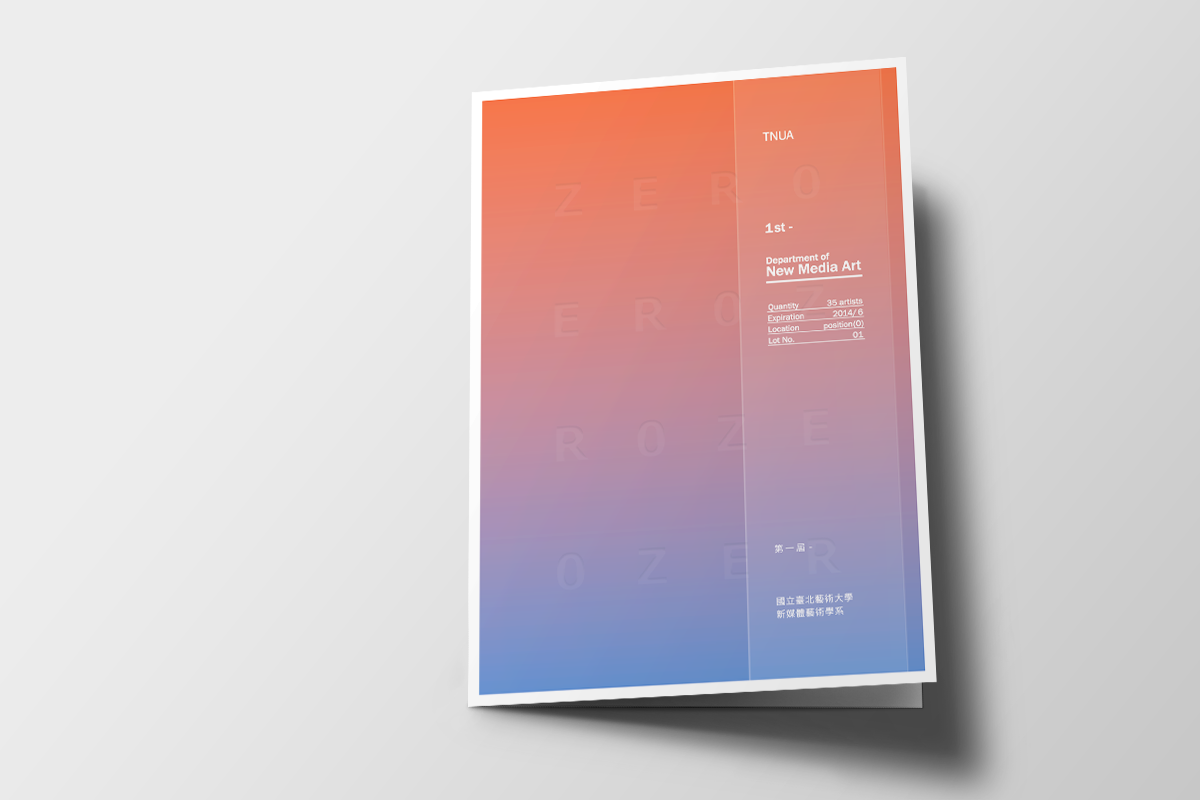 TNUA
Z E R O
1st -
Department of
New Media Art
E R O Z
Quantity 35 artists
Expiration 2014/6
Location position(0)
Lot No. 01
R O Z E
第一屆 -
O Z E R
國立臺北藝術大學
新媒體藝術學系